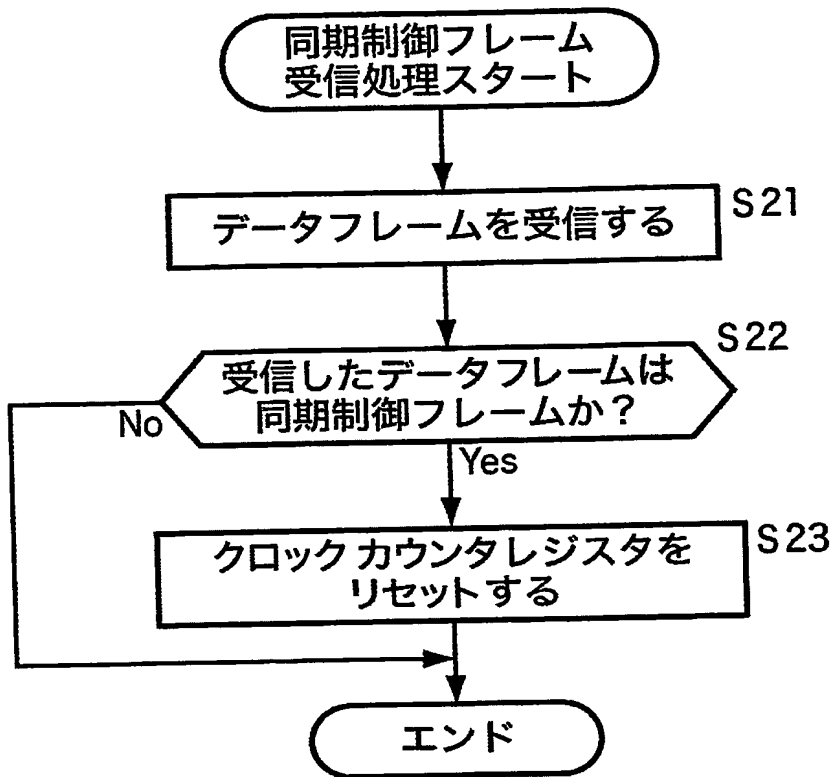 同期制御フレーム
受信処理スタート
データフレームを受信する
S21
受信したデータフレームは
同期制御フレームか？
S22
No
Yes
クロックカウンタレジスタを
リセットする
S23
エンド